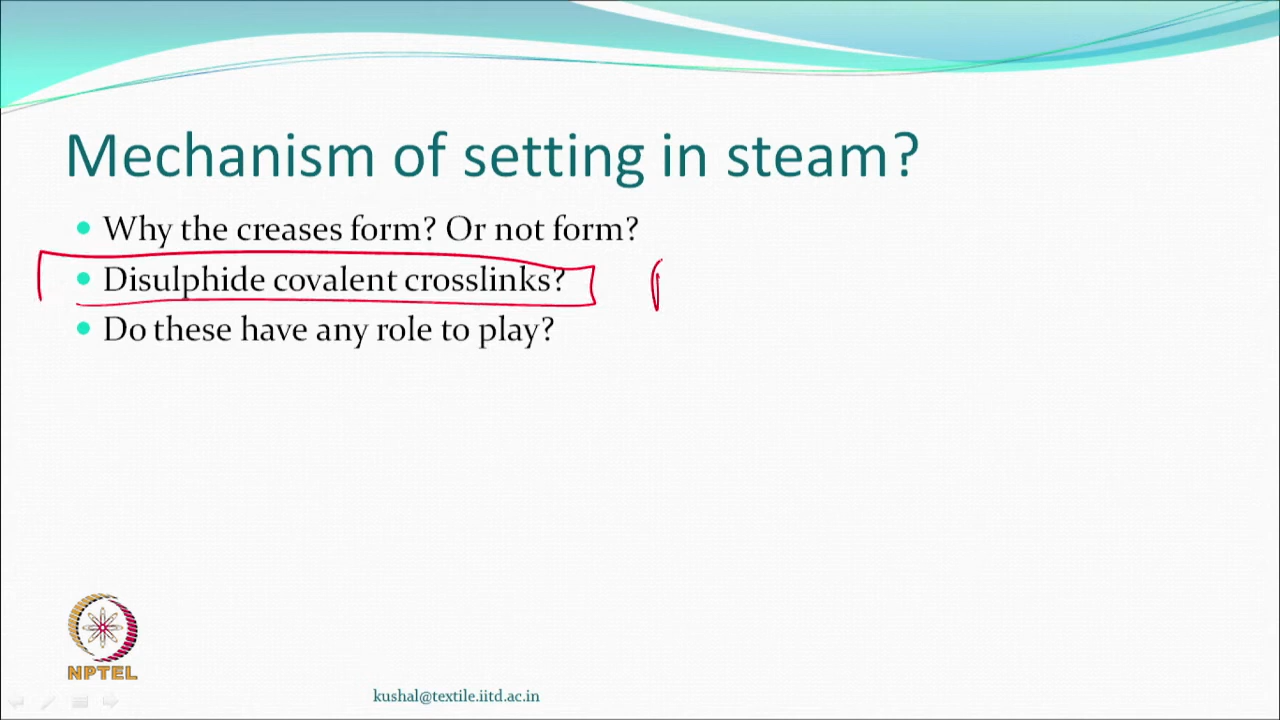 Mechanism of setting in steam?
Why the creases form? Or not form?
Disulphide covalent crosslinks?
Do these have any role to play?
NPTEL
kushal@textile.iitd.ac.in